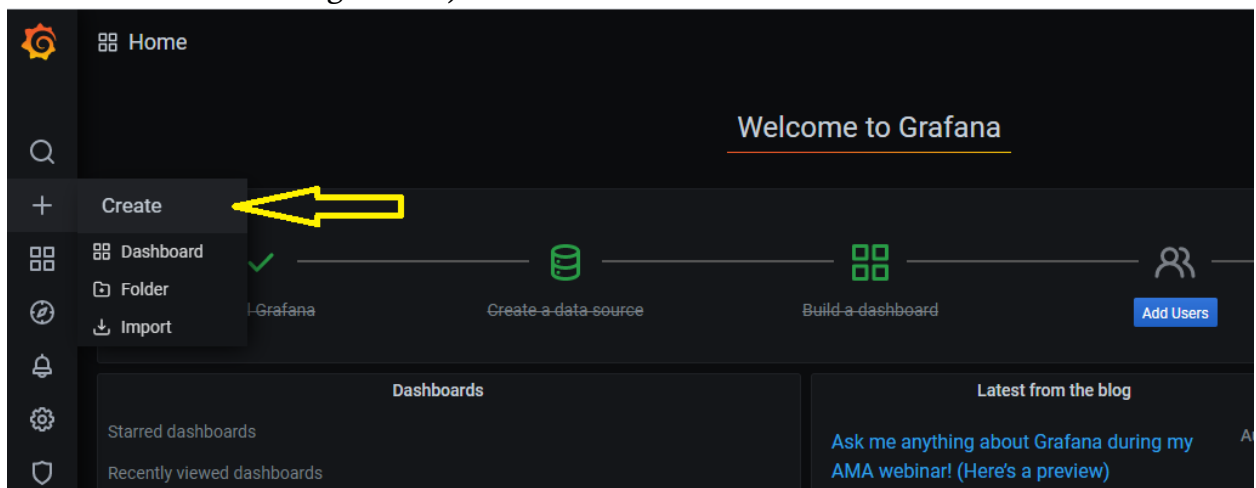 Home
Welcome to Grafana
Create
Dashboard
Folder
Import
Grafana
Create a data source
Build a dashboard
Add Users
Dashboards
Starred dashboards
Recently viewed dashboards
Latest from the blog
Ask me anything about Grafana during my
AMA webinar! (Here's a preview)